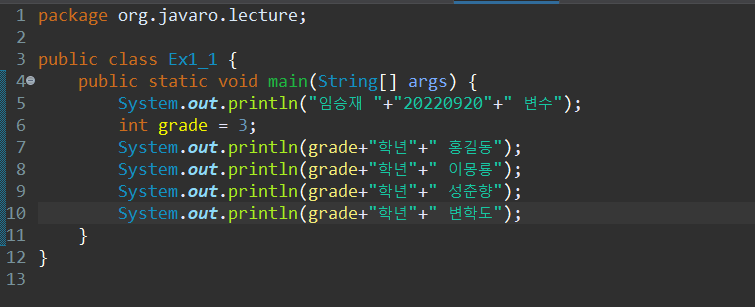 1 package org.javaro.lecture;
2
3 public class Ex1_1 {
4 public static void main(String[] args) {
5 System.out.println("임승재 "+"20220920"+" 변수");
6 int grade = 3;
7 System.out.println(grade+"학년"+" 홍길동");
8 System.out.println(grade+"학년"+" 이몽룡");
9 System.out.println(grade+"학년"+" 성춘향");
10 System.out.println(grade+"학년"+" 변학도");
11 }
12 }
13